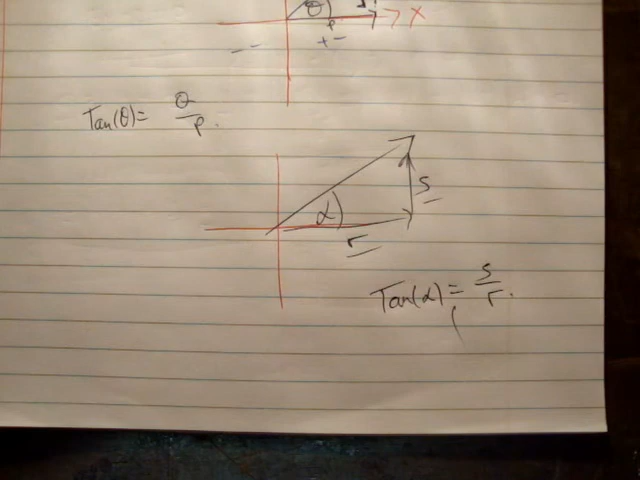 θ
P
x
-- +-
Tan(θ)= Q/P.
s
α
r
Tan(α) = s/r.